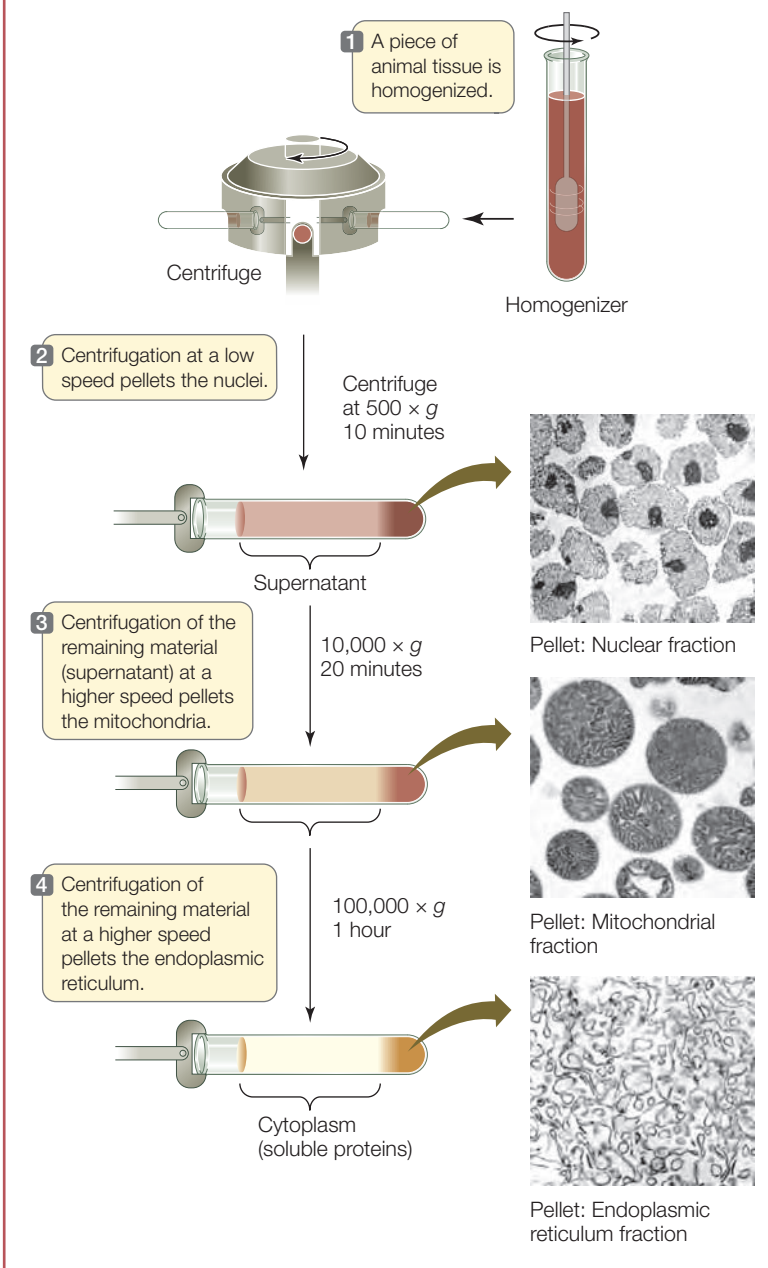 1 A piece of
animal tissue is
homogenized.
Centrifuge
Homogenizer
2 Centrifugation at a low
speed pellets the nuclei.
Centrifuge
at 500 × g
10 minutes
Supernatant
Pellet: Nuclear fraction
3 Centrifugation of the
remaining material
(supernatant) at a
higher speed pellets
the mitochondria.
10,000 × g
20 minutes
Pellet: Mitochondrial
fraction
4 Centrifugation of
the remaining material
at a higher speed
pellets the endoplasmic
reticulum.
100,000 × g
1 hour
Cytoplasm
(soluble proteins)
Pellet: Endoplasmic
reticulum fraction